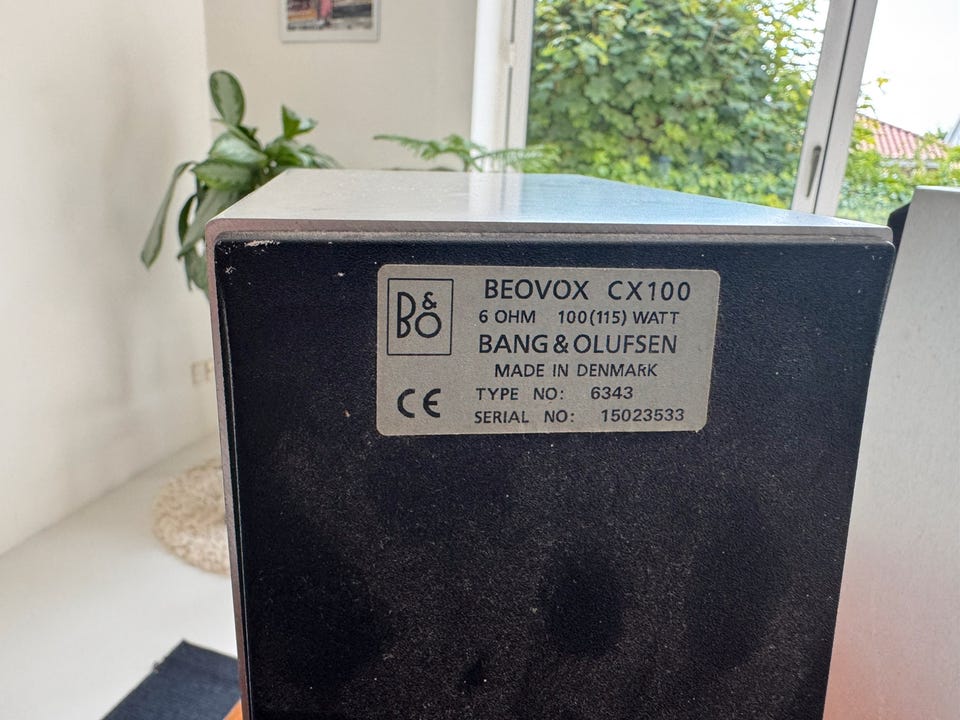 B&O
BEOVOX CX100
6 OHM 100(115) WATT
BANG & OLUFSEN
MADE IN DENMARK
CE
TYPE NO: 6343
SERIAL NO: 15023533